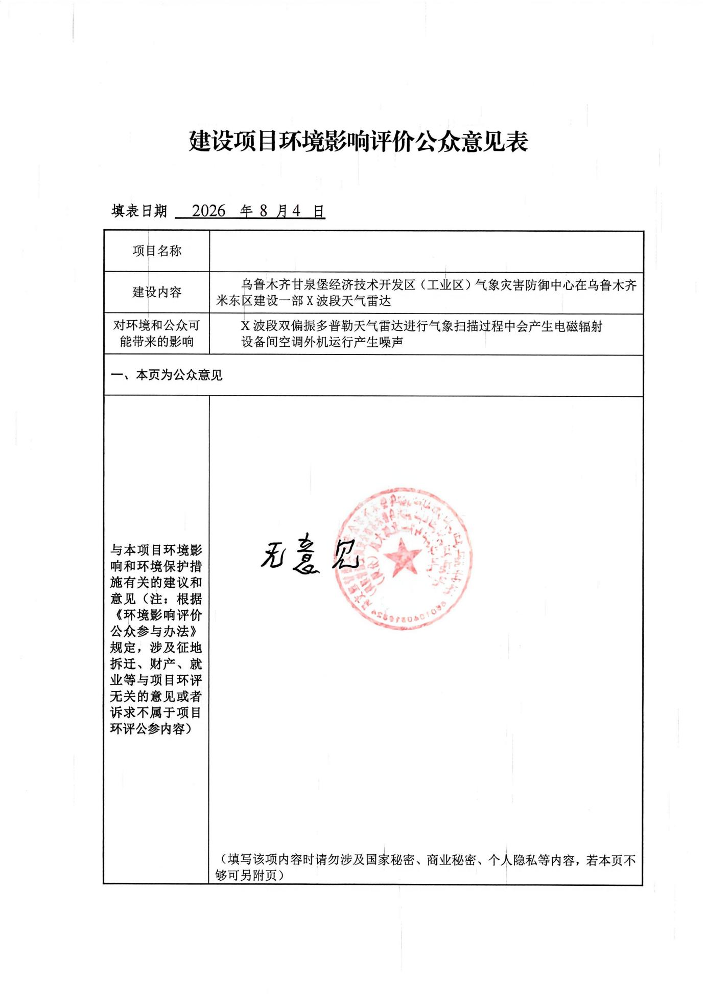 建设项目环境影响评价公众意见表
填表日期 2026 年 8 月 4 日
项目名称
建设内容
乌鲁木齐甘泉堡经济技术开发区（工业区）气象灾害防御中心在乌鲁木齐
米东区建设一部 X 波段天气雷达
对环境和公众可
能带来的影响
X 波段双偏振多普勒天气雷达进行气象扫描过程中会产生电磁辐射
设备间空调外机运行产生噪声
一、本页为公众意见
与本项目环境影
响和环境保护措
施有关的建议和
意见（注：根据
《环境影响评价
公众参与办法》
规定，涉及征地
拆迁、财产、就
业等与项目环评
无关的意见或者
诉求不属于项目
环评公参内容）
无意见
（填写该项内容时请勿涉及国家秘密、商业秘密、个人隐私等内容，若本页不
够可另附页）